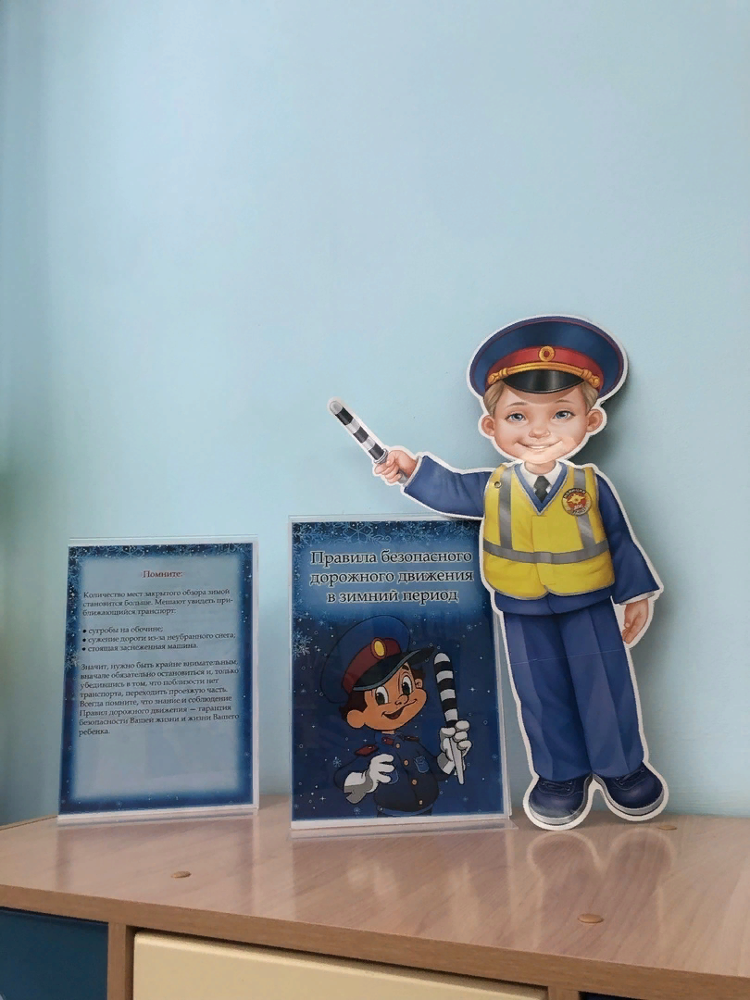 Помните:
Количество мест закрытого обзора зимой
становится больше. Мешают увидеть при-
ближающийся транспорт:
• сугробы на обочине;
• сужение дороги из-за неубранного снега;
• стоящая заснеженная машина.
Значит, нужно быть крайне внимательным,
вначале обязательно остановиться и, только
убедившись в том, что поблизости нет
транспорта, переходить проезжую часть.
Всегда помните, что знание и соблюдение
Правил дорожного движения — гарантия
безопасности Вашей жизни и жизни Вашего
ребенка.
Правила безопасного
дорожного движения
в зимний период